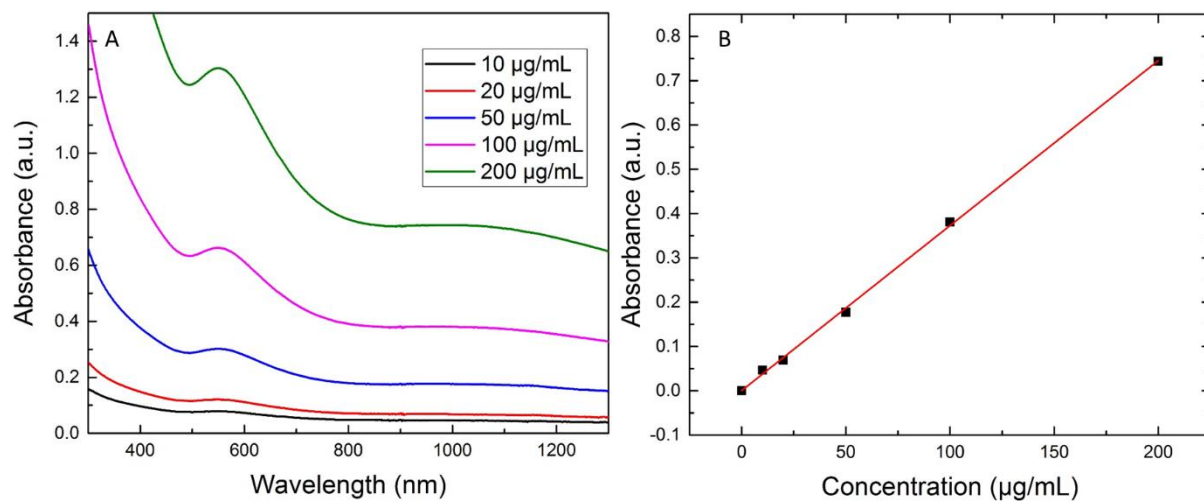 A
1.4
1.2
1.0
0.8
0.6
0.4
0.2
0.0
Absorbance (a.u.)
10 µg/mL
20 µg/mL
50 µg/mL
100 µg/mL
200 µg/mL
400 600 800 1000 1200
Wavelength (nm)
B
0.8
0.7
0.6
0.5
0.4
0.3
0.2
0.1
0.0
-0.1
Absorbance (a.u.)
0 50 100 150 200
Concentration (µg/mL)